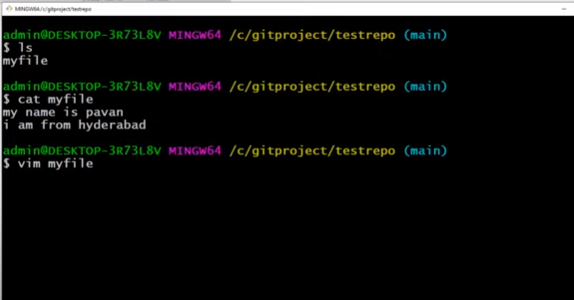 MINGW64:/c/gitproject/testrepo
admin@DESKTOP-3R73L8V MINGW64 /c/gitproject/testrepo (main)
$ ls
myfile
admin@DESKTOP-3R73L8V MINGW64 /c/gitproject/testrepo (main)
$ cat myfile
my name is pavan
i am from hyderabad
admin@DESKTOP-3R73L8V MINGW64 /c/gitproject/testrepo (main)
$ vim myfile